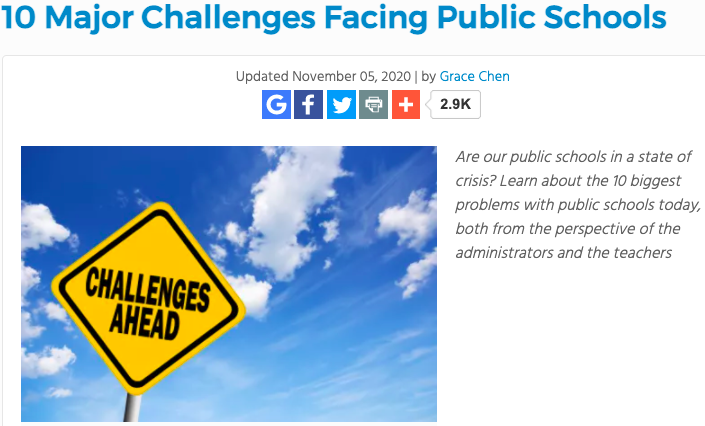 10 Major Challenges Facing Public Schools
Updated November 05, 2020 | by Grace Chen
G f + 2.9K
Are our public schools in a state of
crisis? Learn about the 10 biggest
problems with public schools today,
both from the perspective of the
administrators and the teachers
CHALLENGES
AHEAD